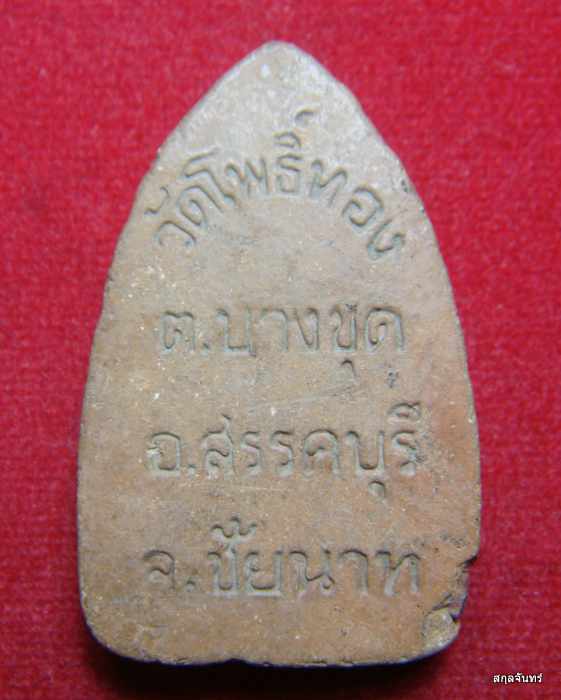 วัดโพธิ์ทอง
ต.บางขุด
อ.สรรคบุรี
จ.ชัยนาท
สกุลจันทร์